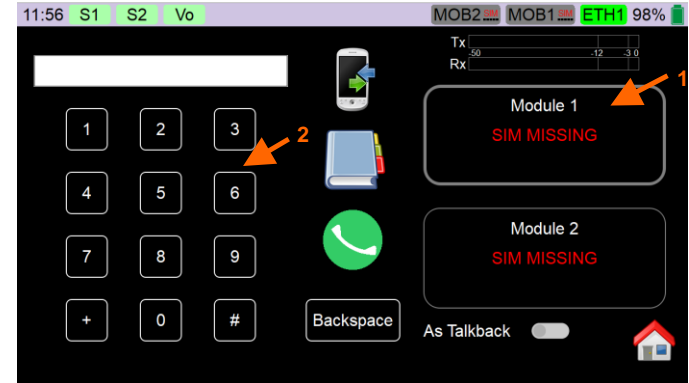 11:56 S1 S2 Vo MOB2 SIM MOB1 SIM ETH1 98%
Tx
-50 -12 -3 0
Rx
1
Module 1
SIM MISSING
1 2 3
2
4 5 6
Module 2
SIM MISSING
7 8 9
+ 0 #
Backspace
As Talkback